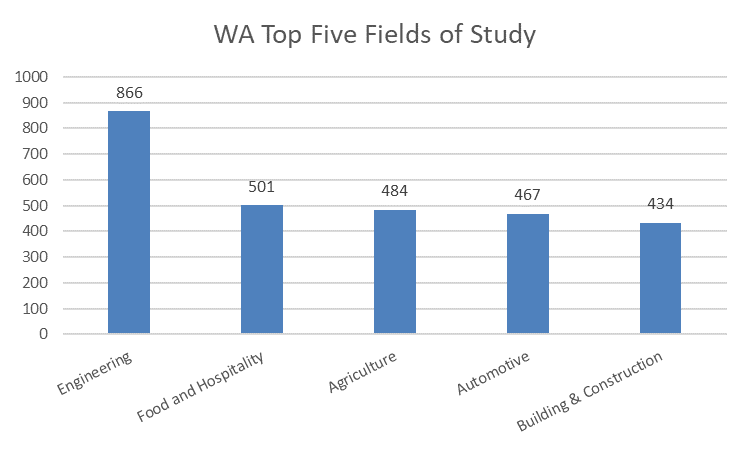 WA Top Five Fields of Study
1000
900
800
700
600
500
400
300
200
100
0
866
501
484
467
434
Engineering
Food and Hospitality
Agriculture
Automotive
Building & Construction